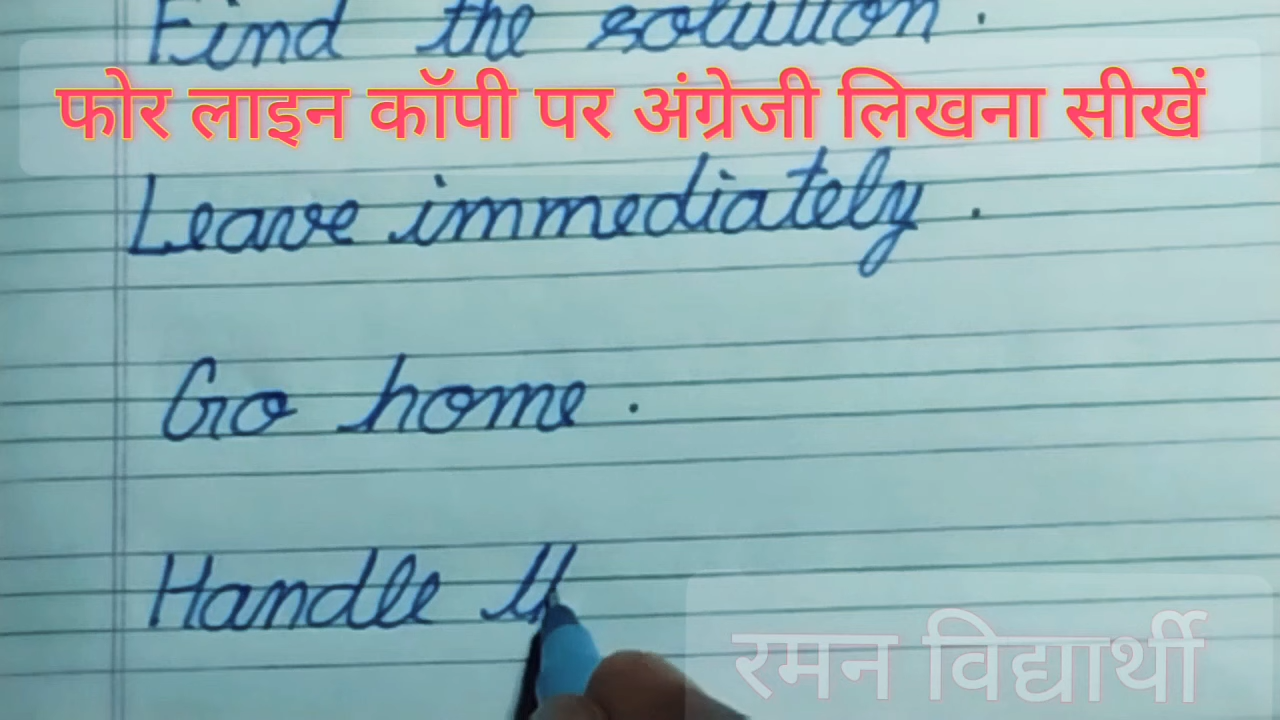 Find the solution.
फोर लाइन कॉपी पर अंग्रेजी लिखना सीखें
Leave immediately.
Go home.
Handle
रमन विद्यार्थी